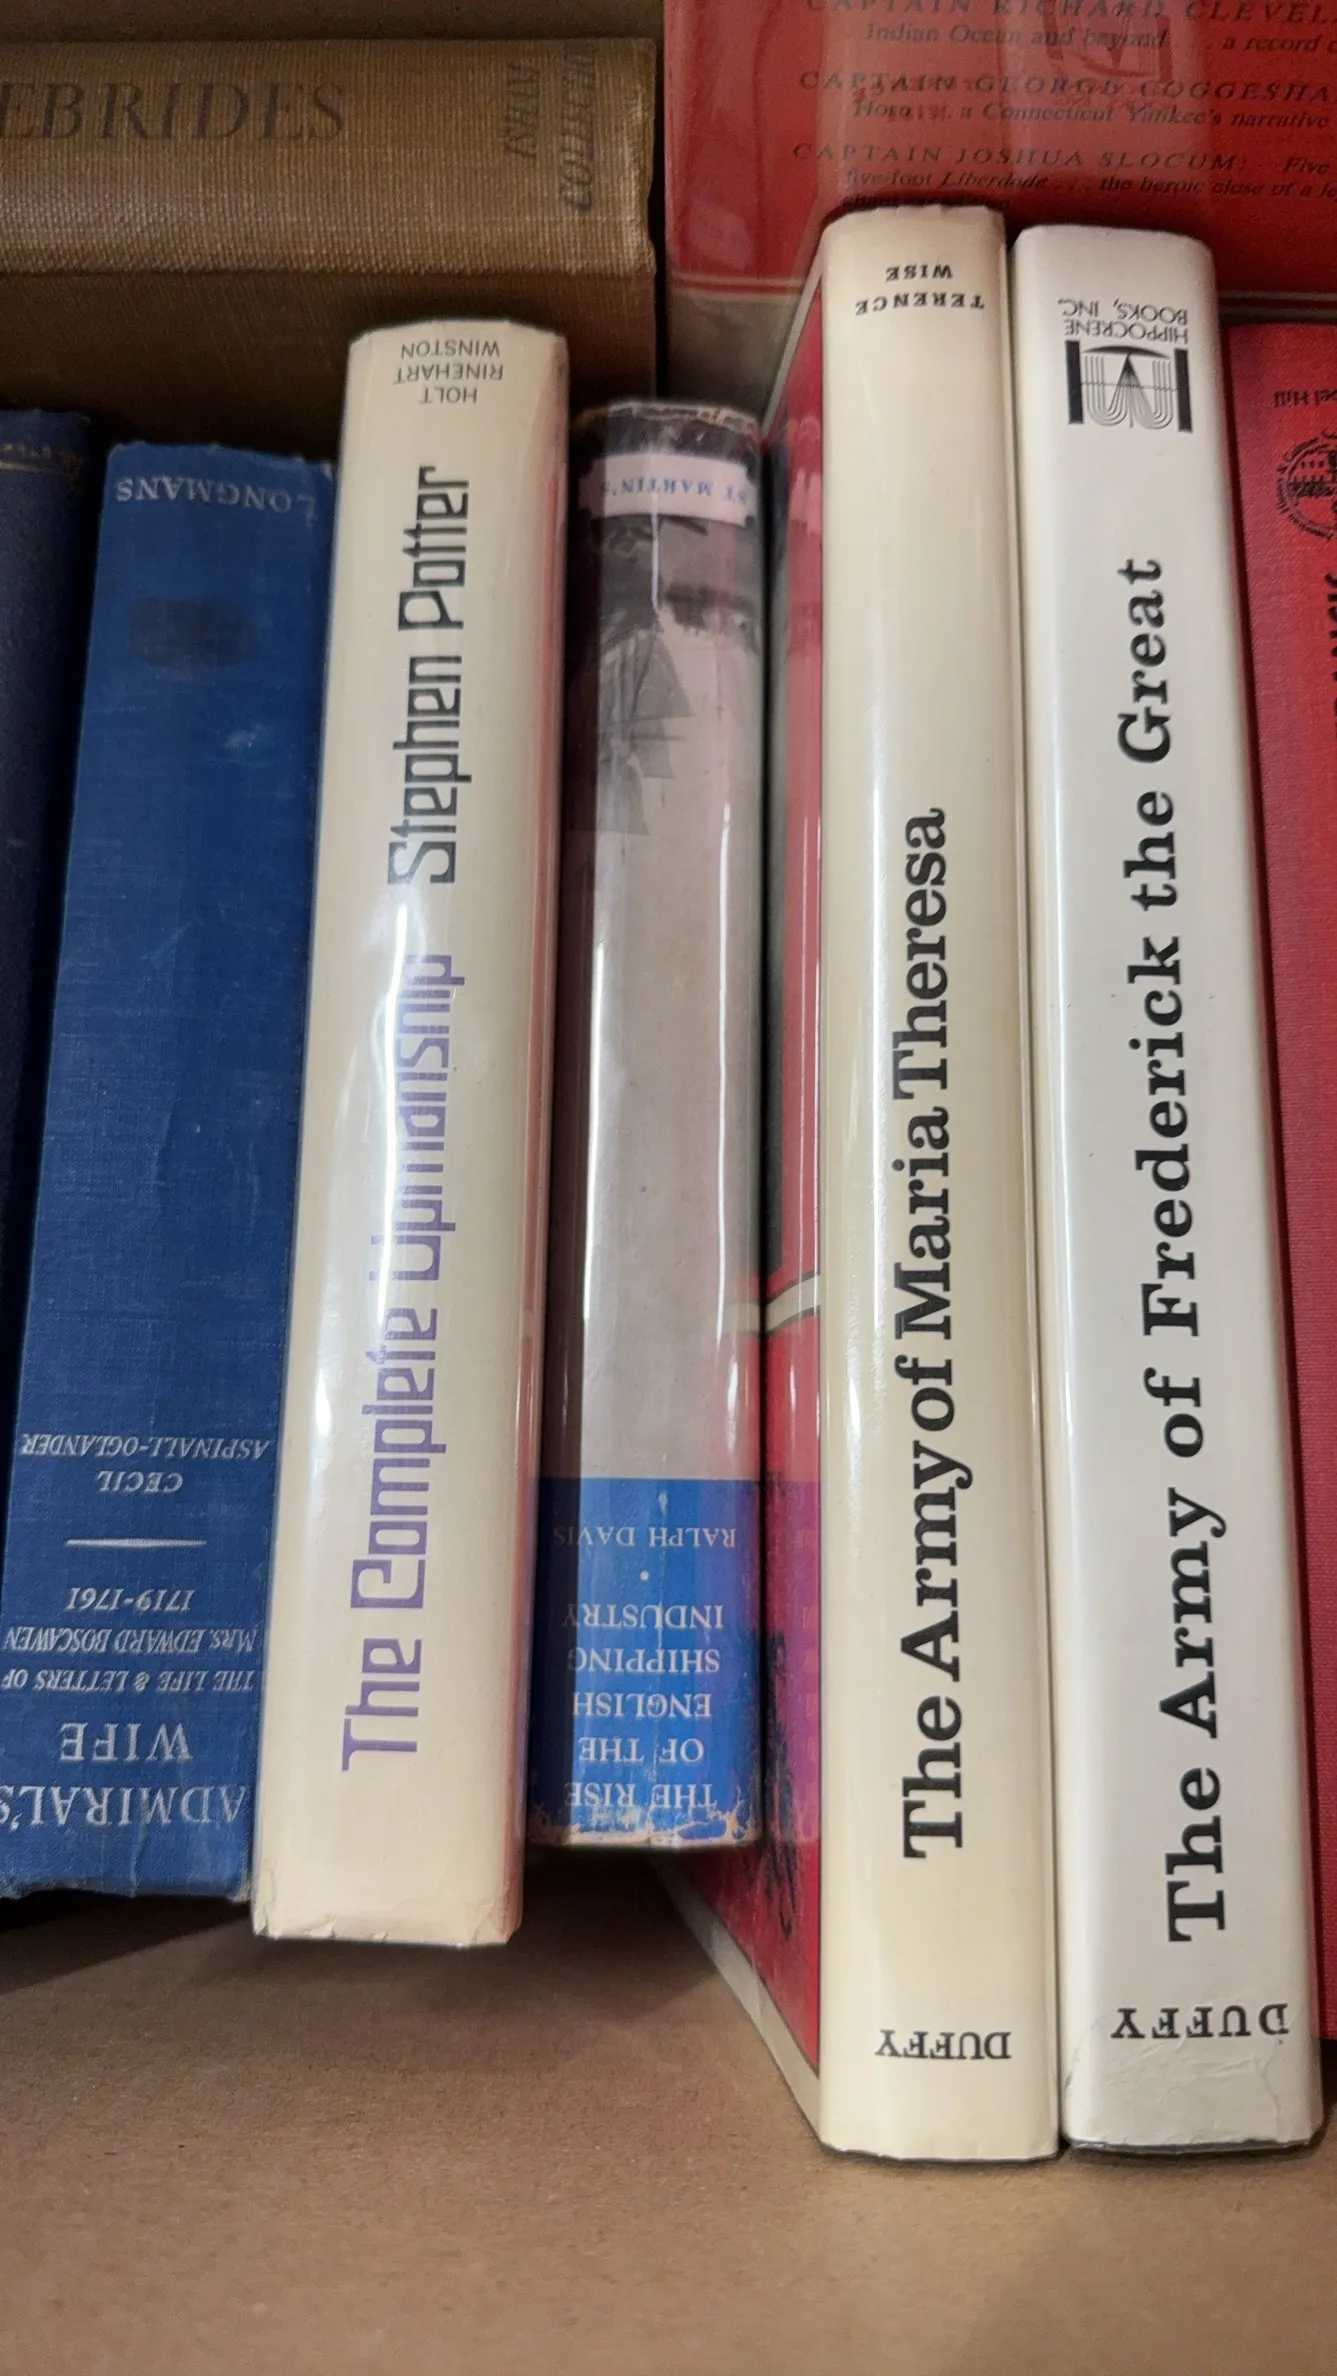 EBRIDES
CAPTAIN RICHARD CLEVEL
Indian Ocean and beyond . . . a record
CAPTAIN GEORGE COGGESHA
Horn . . . a Connecticut Yankee's narrative
CAPTAIN JOSHUA SLOCUM: Five
five-foot Liberdade . . . the heroic close of a
ADMIRAL'S
WIFE
THE LIFE & LETTERS OF
MRS. EDWARD BOSCAWEN
1719-1761
CECIL
ASPINALL-OGLANDER
LONGMANS
The Complete Upmanship Stephen Potter
HOLT
RINEHART
WINSTON
THE RISE
OF THE
ENGLISH
SHIPPING
INDUSTRY
RALPH DAVIS
ST MARTIN'S
DUFFY
The Army of Maria Theresa
TERENCE
WISE
DUFFY
The Army of Frederick the Great
HIPPOCRENE
BOOKS, INC.
pel Hill